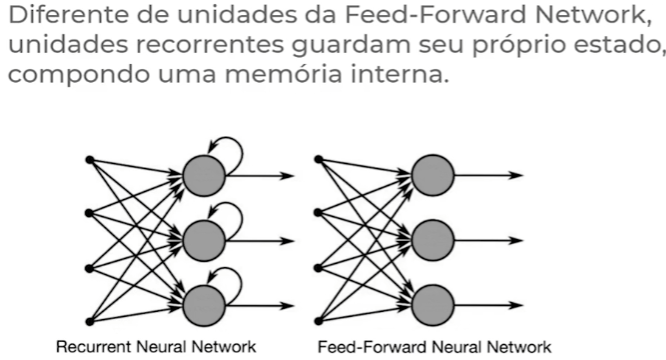 Diferente de unidades da Feed-Forward Network,
unidades recorrentes guardam seu próprio estado,
compondo uma memória interna.
Recurrent Neural Network
Feed-Forward Neural Network